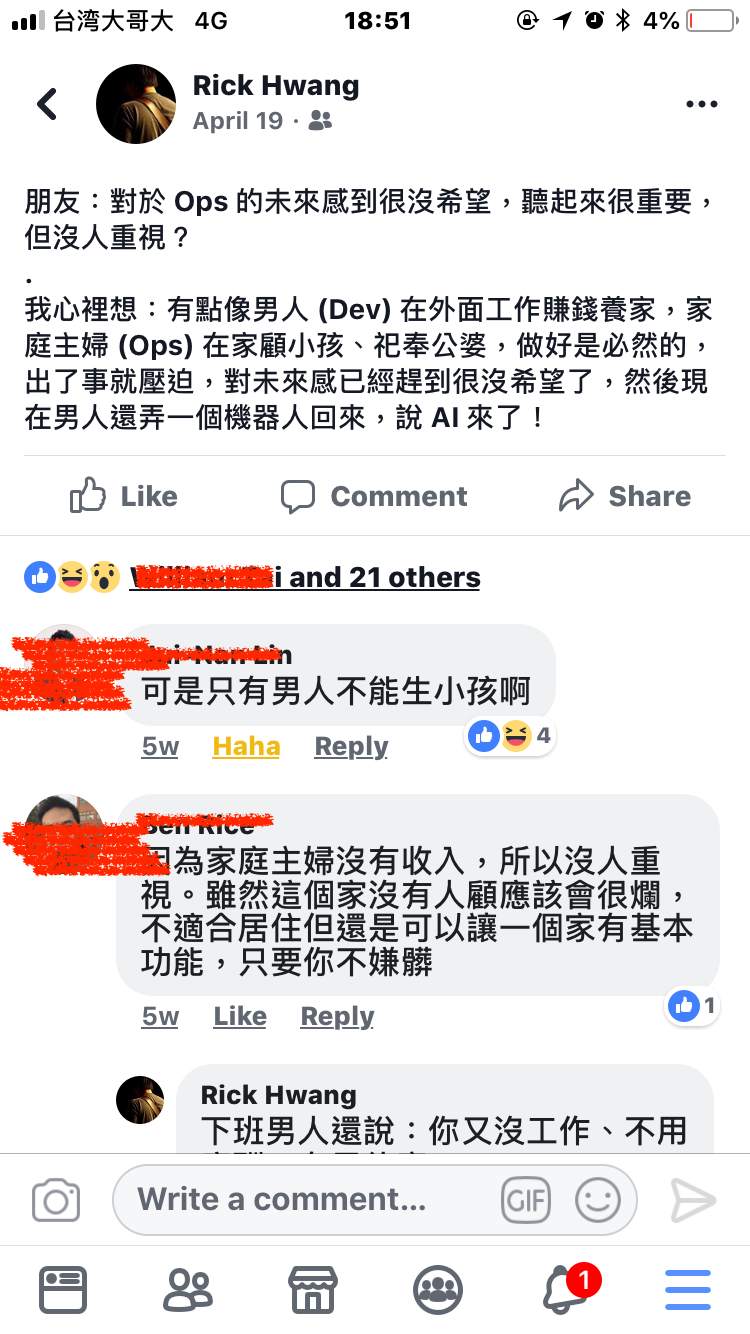 台湾大哥大 4G 18:51 4%
Rick Hwang
April 19 ·
朋友：對於 Ops 的未來感到很沒希望，聽起來很重要，
但沒人重視？
.
我心裡想：有點像男人 (Dev) 在外面工作賺錢養家，家
庭主婦 (Ops) 在家顧小孩、祀奉公婆，做好是必然的，
出了事就壓迫，對未來感已經趕到很沒希望了，然後現
在男人還弄一個機器人回來，說 AI 來了！
Like Comment Share
and 21 others
可是只有男人不能生小孩啊
5w Haha Reply 4
因為家庭主婦沒有收入，所以沒人重
視。雖然這個家沒有人顧應該會很爛，
不適合居住但還是可以讓一個家有基本
功能，只要你不嫌髒
5w Like Reply 1
Rick Hwang
下班男人還說：你又沒工作、不用
Write a comment... GIF
1